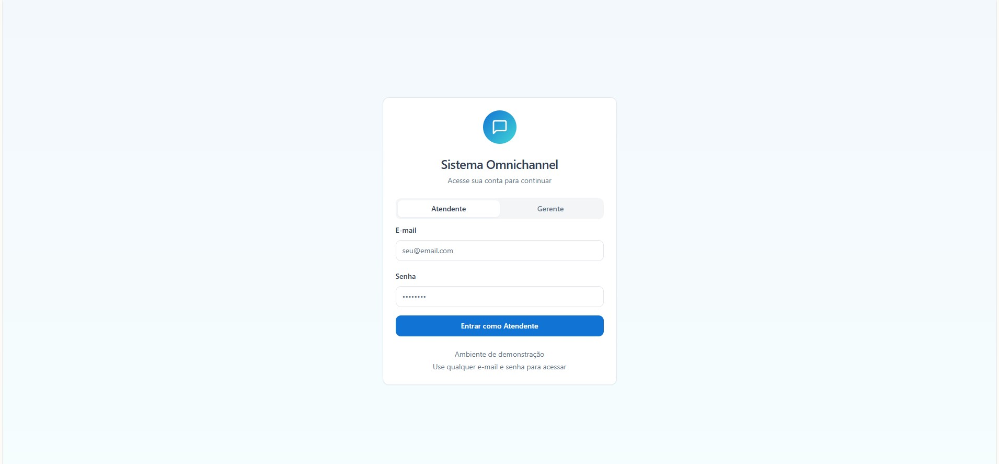 Sistema Omnichannel
Acesse sua conta para continuar
Atendente Gerente
E-mail
seu@email.com
Senha
••••••••
Entrar como Atendente
Ambiente de demonstração
Use qualquer e-mail e senha para acessar